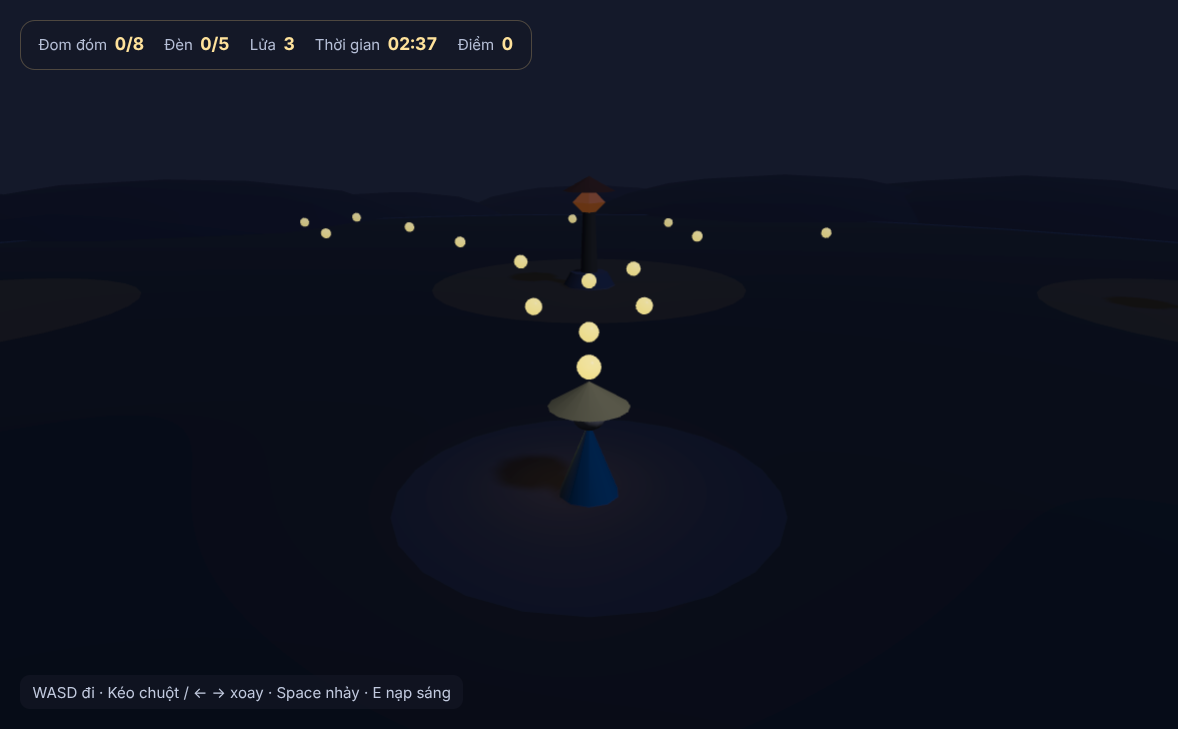 Đom đóm 0/8 Đèn 0/5 Lửa 3 Thời gian 02:37 Điểm 0
WASD đi · Kéo chuột / ← → xoay · Space nhảy · E nạp sáng